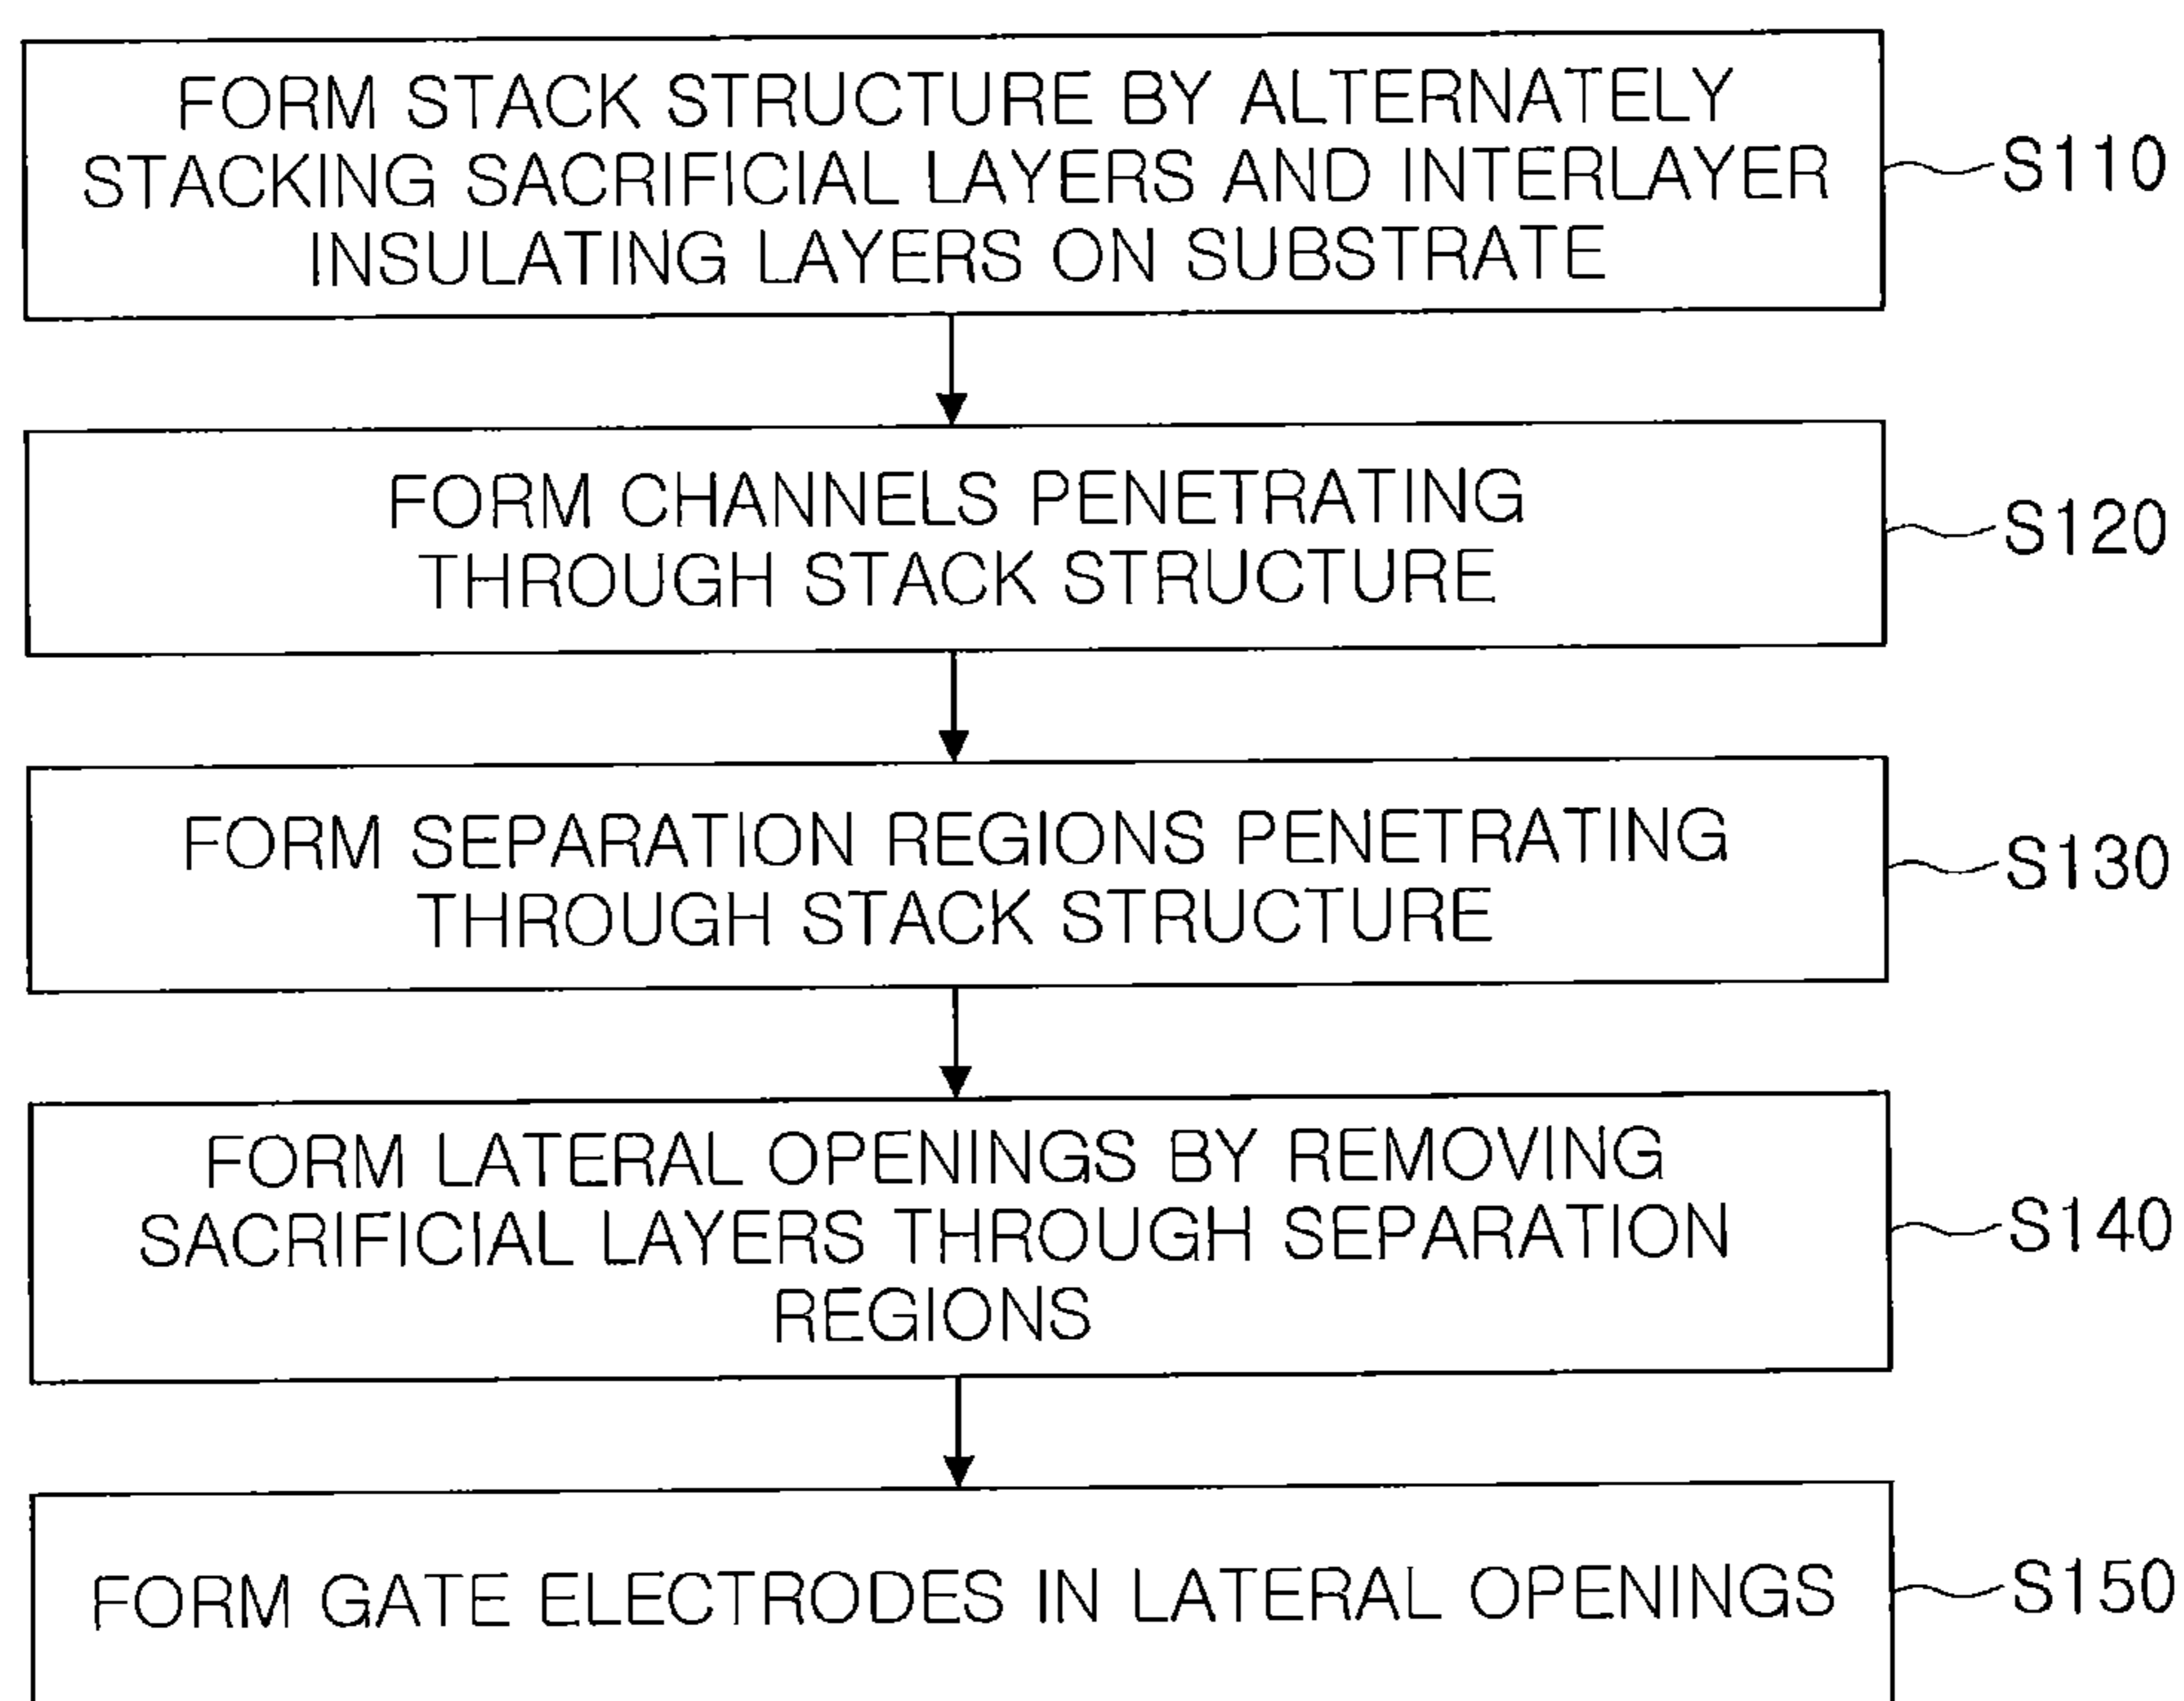 FORM STACK STRUCTURE BY ALTERNATELY
STACKING SACRIFICIAL LAYERS AND INTERLAYER
INSULATING LAYERS ON SUBSTRATE
S110
FORM CHANNELS PENETRATING
THROUGH STACK STRUCTURE
S120
FORM SEPARATION REGIONS PENETRATING
THROUGH STACK STRUCTURE
S130
FORM LATERAL OPENINGS BY REMOVING
SACRIFICIAL LAYERS THROUGH SEPARATION
REGIONS
S140
FORM GATE ELECTRODES IN LATERAL OPENINGS
S150